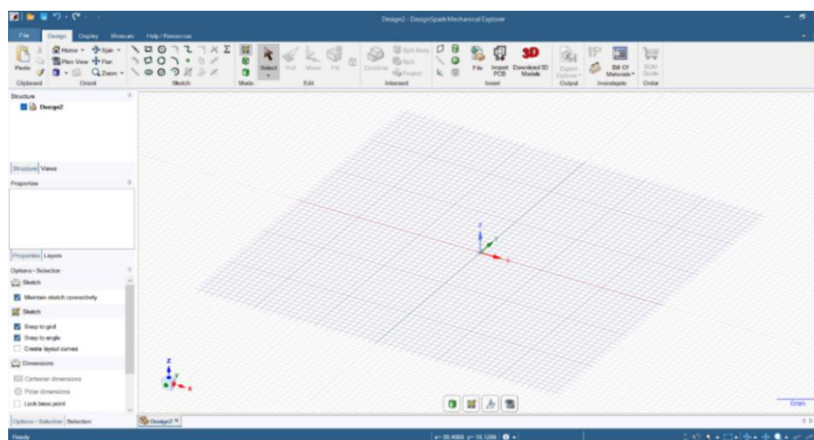 Design2 - DesignSpark Mechanical Explorer
File Design Display Measure Help / Resources
Home Spin
Plan View Pan
Zoom
Paste
Select Pull Move Fill
Combine
Split Body
Split
Project
File
Import PCB
Download 3D Models
Export Options
Bill Of Materials
Quote
Clipboard Orient Sketch Mode Edit Intersect Insert Output Investigate Order
Structure
Design2
Structure Views
Properties
Properties Layers
Options - Selection
Sketch
Maintain sketch connectivity
Sketch
Snap to grid
Snap to angle
Create layout curves
Dimensions
Cartesian dimensions
Polar dimensions
Lock base point
Options - Selection Selection
Design2
Ready